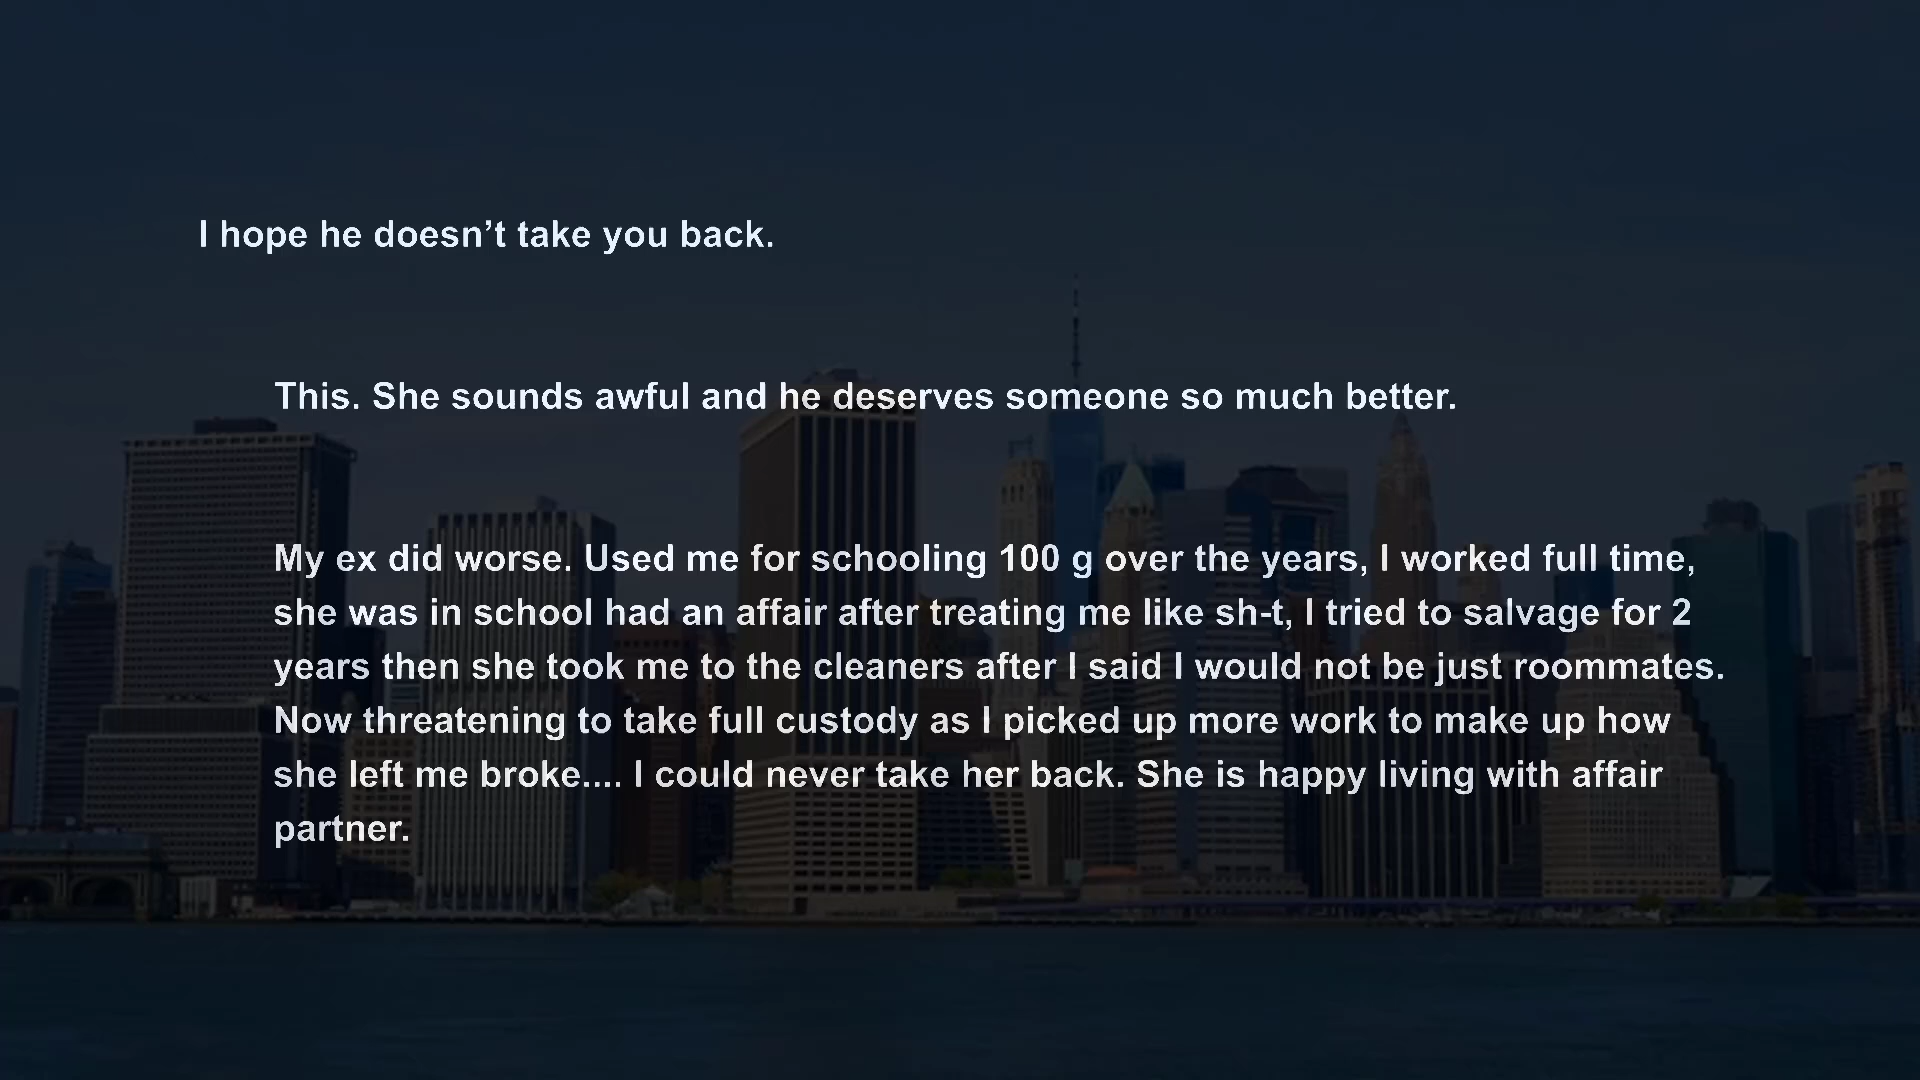 I hope he doesn’t take you back.
This. She sounds awful and he deserves someone so much better.
My ex did worse. Used me for schooling 100 g over the years, I worked full time,
she was in school had an affair after treating me like sh-t, I tried to salvage for 2
years then she took me to the cleaners after I said I would not be just roommates.
Now threatening to take full custody as I picked up more work to make up how
she left me broke.... I could never take her back. She is happy living with affair
partner.